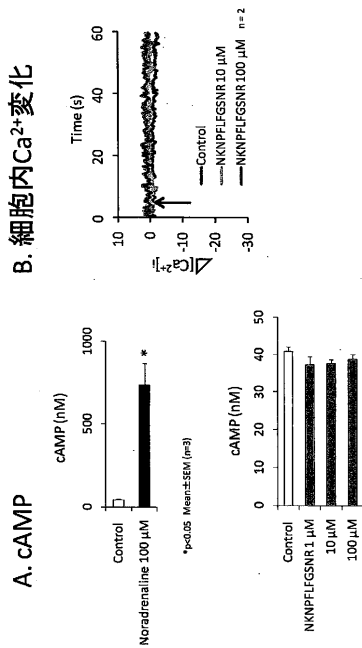 A. cAMP
cAMP (nM)
0
500
1000
Control
Noradrenaline 100 μM
*
*p<0.05 Mean±SEM (n=3)
cAMP (nM)
0
10
20
30
40
50
Control
NKNPFLFGSNR 1 μM
10 μM
100 μM
B. 細胞内Ca²⁺変化
Time (s)
0
20
40
60
10
0
-10
-20
-30
⊿[Ca²⁺]i
Control
NKNPFLFGSNR 10 μM
NKNPFLFGSNR 100 μM
n = 2